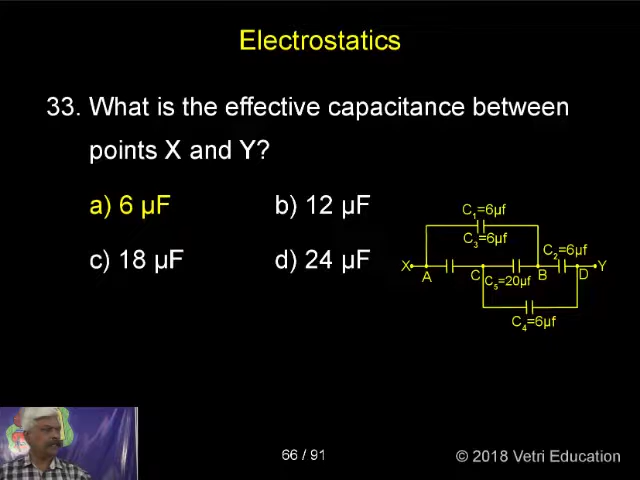 Electrostatics
33. What is the effective capacitance between
points X and Y?
a) 6 µF
b) 12 µF
c) 18 µF
d) 24 µF
C1=6µf
C3=6µf
C2=6µf
X
A
C
B
D
Y
C5=20µf
C4=6µf
66 / 91
© 2018 Vetri Education